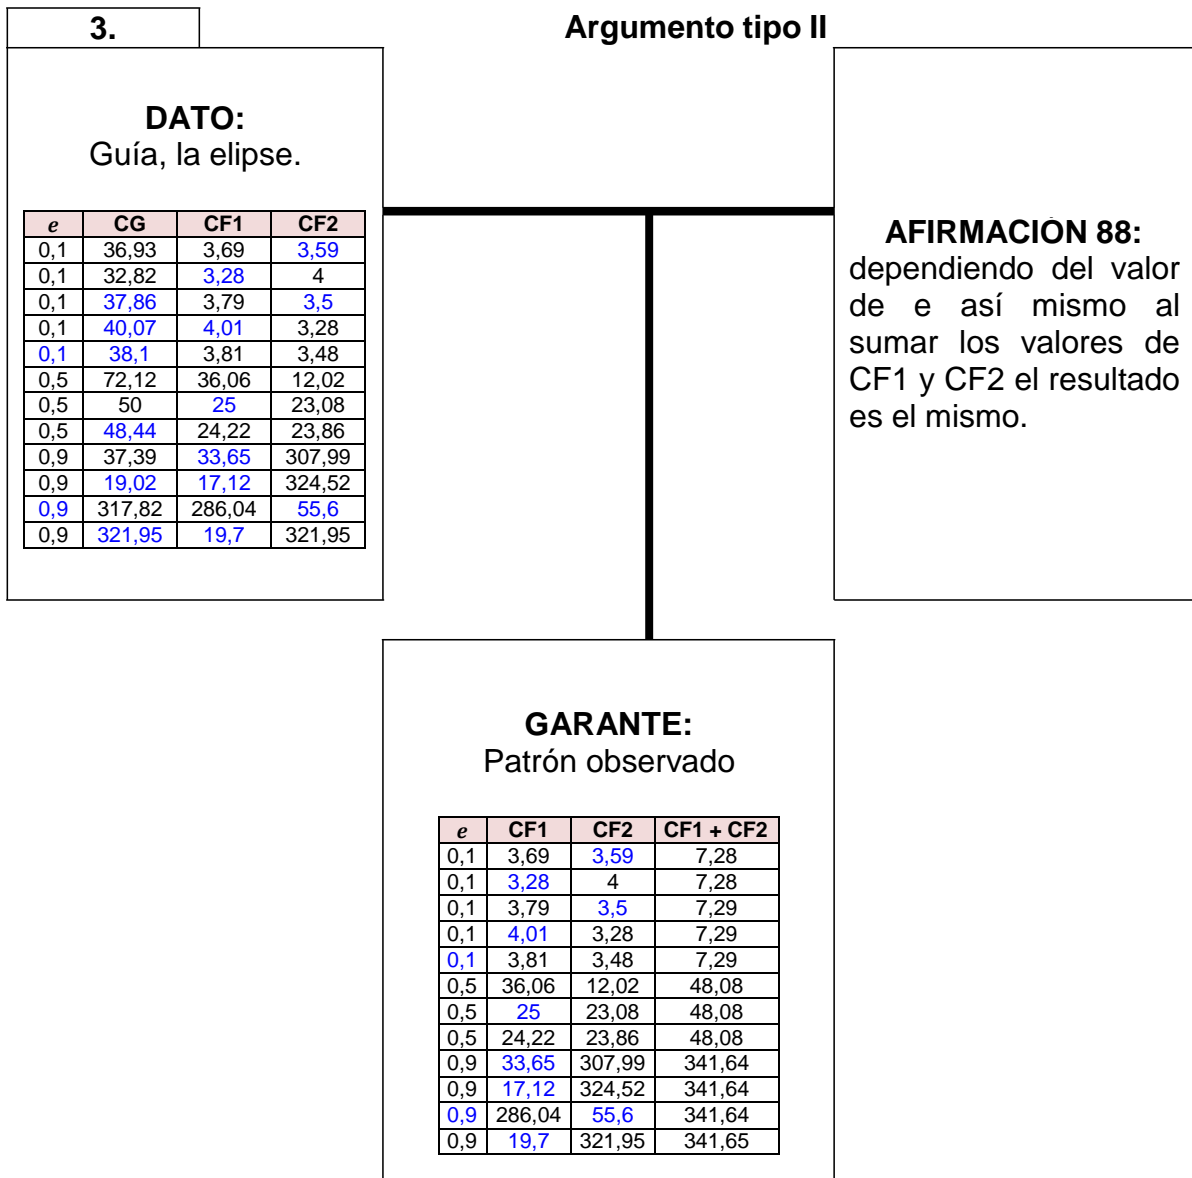 3.
Argumento tipo II
DATO:
Guía, la elipse.
e CG CF1 CF2
0,1 36,93 3,69 3,59
0,1 32,82 3,28 4
0,1 37,86 3,79 3,5
0,1 40,07 4,01 3,28
0,1 38,1 3,81 3,48
0,5 72,12 36,06 12,02
0,5 50 25 23,08
0,5 48,44 24,22 23,86
0,9 37,39 33,65 307,99
0,9 19,02 17,12 324,52
0,9 317,82 286,04 55,6
0,9 321,95 19,7 321,95
AFIRMACIÓN 88:
dependiendo del valor
de e así mismo al
sumar los valores de
CF1 y CF2 el resultado
es el mismo.
GARANTE:
Patrón observado
e CF1 CF2 CF1 + CF2
0,1 3,69 3,59 7,28
0,1 3,28 4 7,28
0,1 3,79 3,5 7,29
0,1 4,01 3,28 7,29
0,1 3,81 3,48 7,29
0,5 36,06 12,02 48,08
0,5 25 23,08 48,08
0,5 24,22 23,86 48,08
0,9 33,65 307,99 341,64
0,9 17,12 324,52 341,64
0,9 286,04 55,6 341,64
0,9 19,7 321,95 341,65